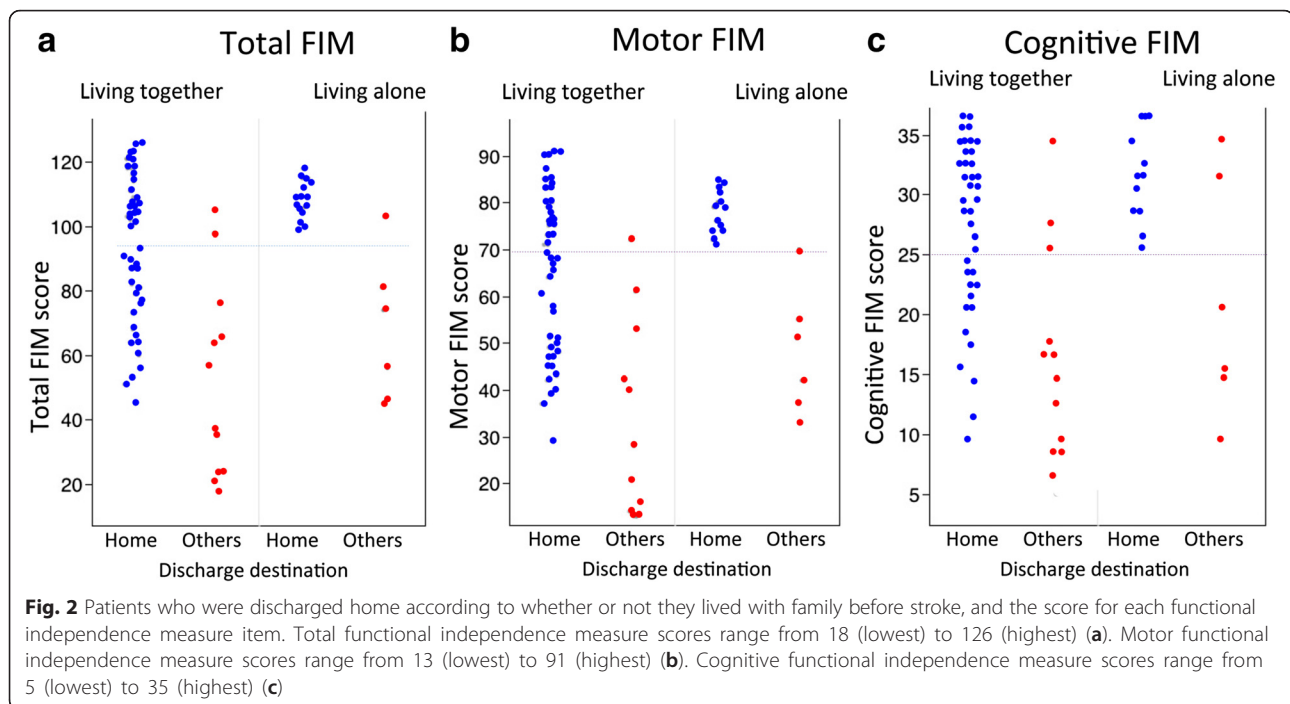 a Total FIM
Living together Living alone
Total FIM score
120
100
80
60
40
20
Home Others Home Others
Discharge destination
b Motor FIM
Living together Living alone
Motor FIM score
90
80
70
60
50
40
30
20
Home Others Home Others
Discharge destination
c Cognitive FIM
Living together Living alone
Cognitive FIM score
35
30
25
20
15
10
5
Home Others Home Others
Discharge destination
Fig. 2 Patients who were discharged home according to whether or not they lived with family before stroke, and the score for each functional
independence measure item. Total functional independence measure scores range from 18 (lowest) to 126 (highest) (a). Motor functional
independence measure scores range from 13 (lowest) to 91 (highest) (b). Cognitive functional independence measure scores range from
5 (lowest) to 35 (highest) (c)